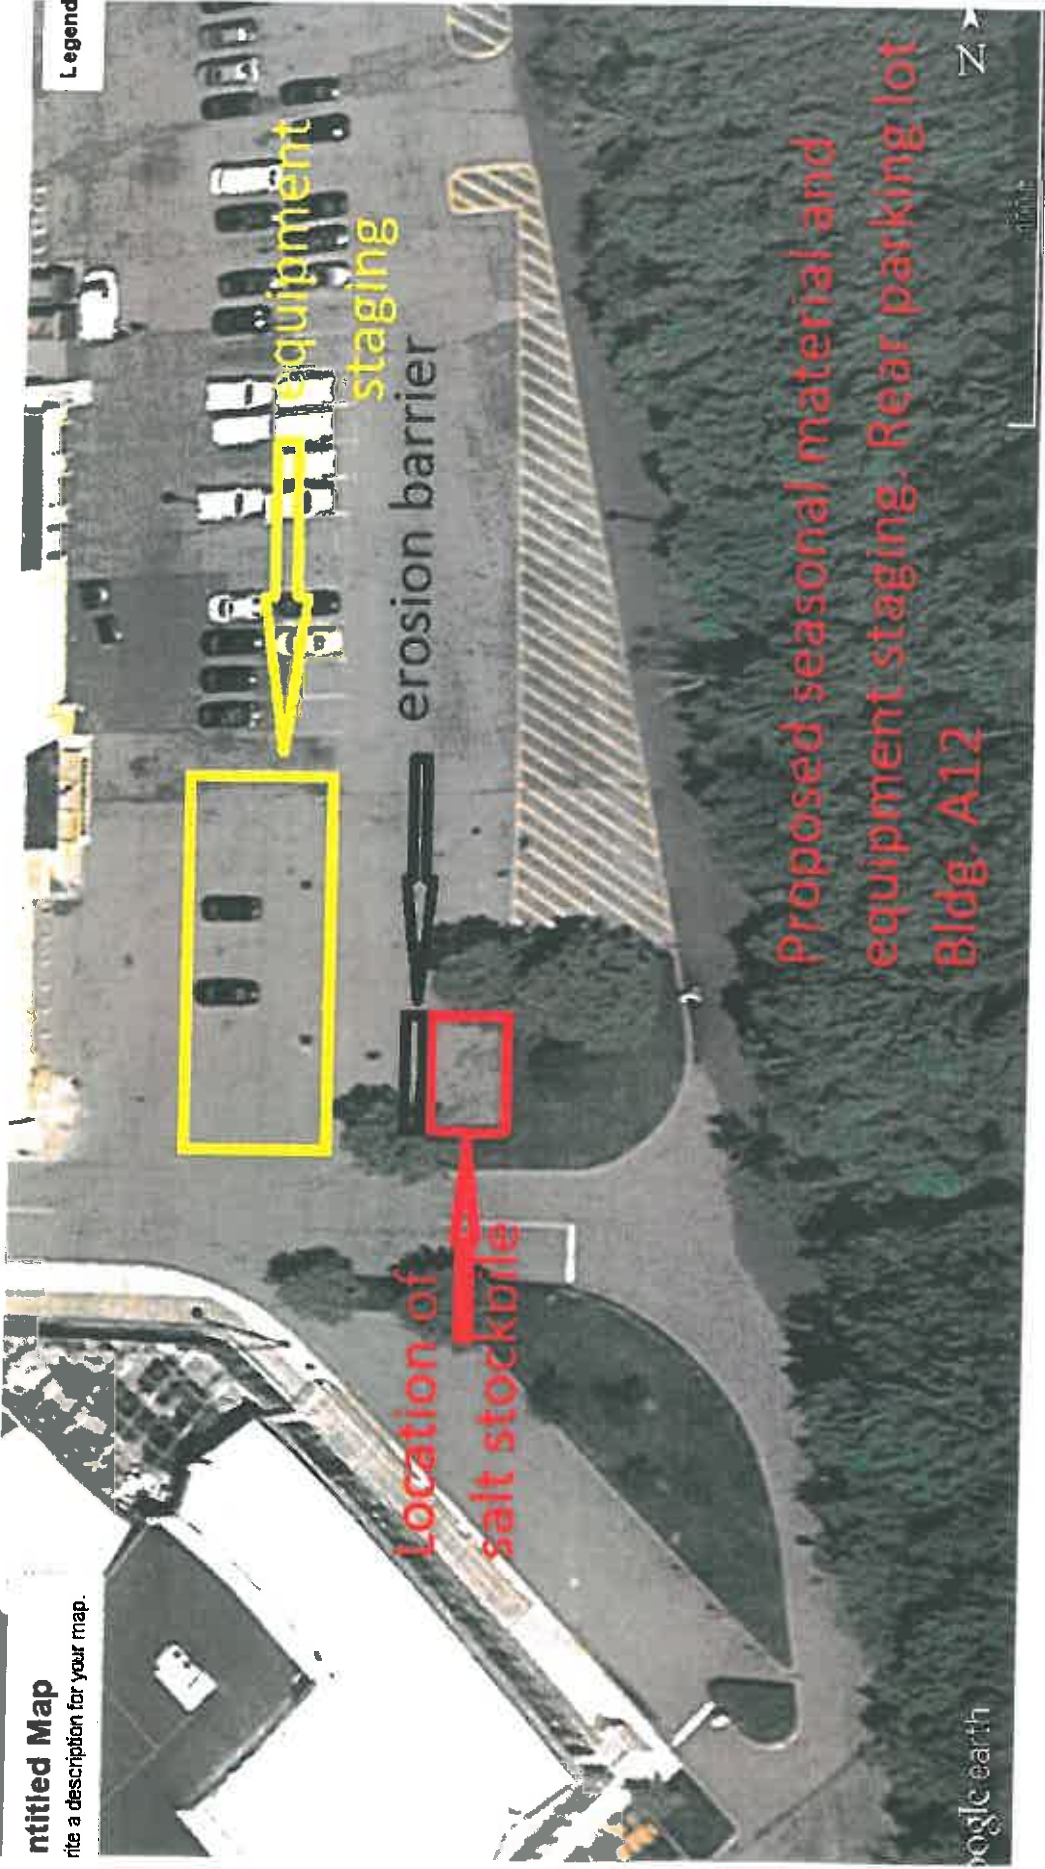 ntitled Map
rite a description for your map.
Legend
equipment
staging
erosion barrier
Location of
salt stockpile
Proposed seasonal material and
equipment staging. Rear parking lot
Bldg. A12
N
oogle earth